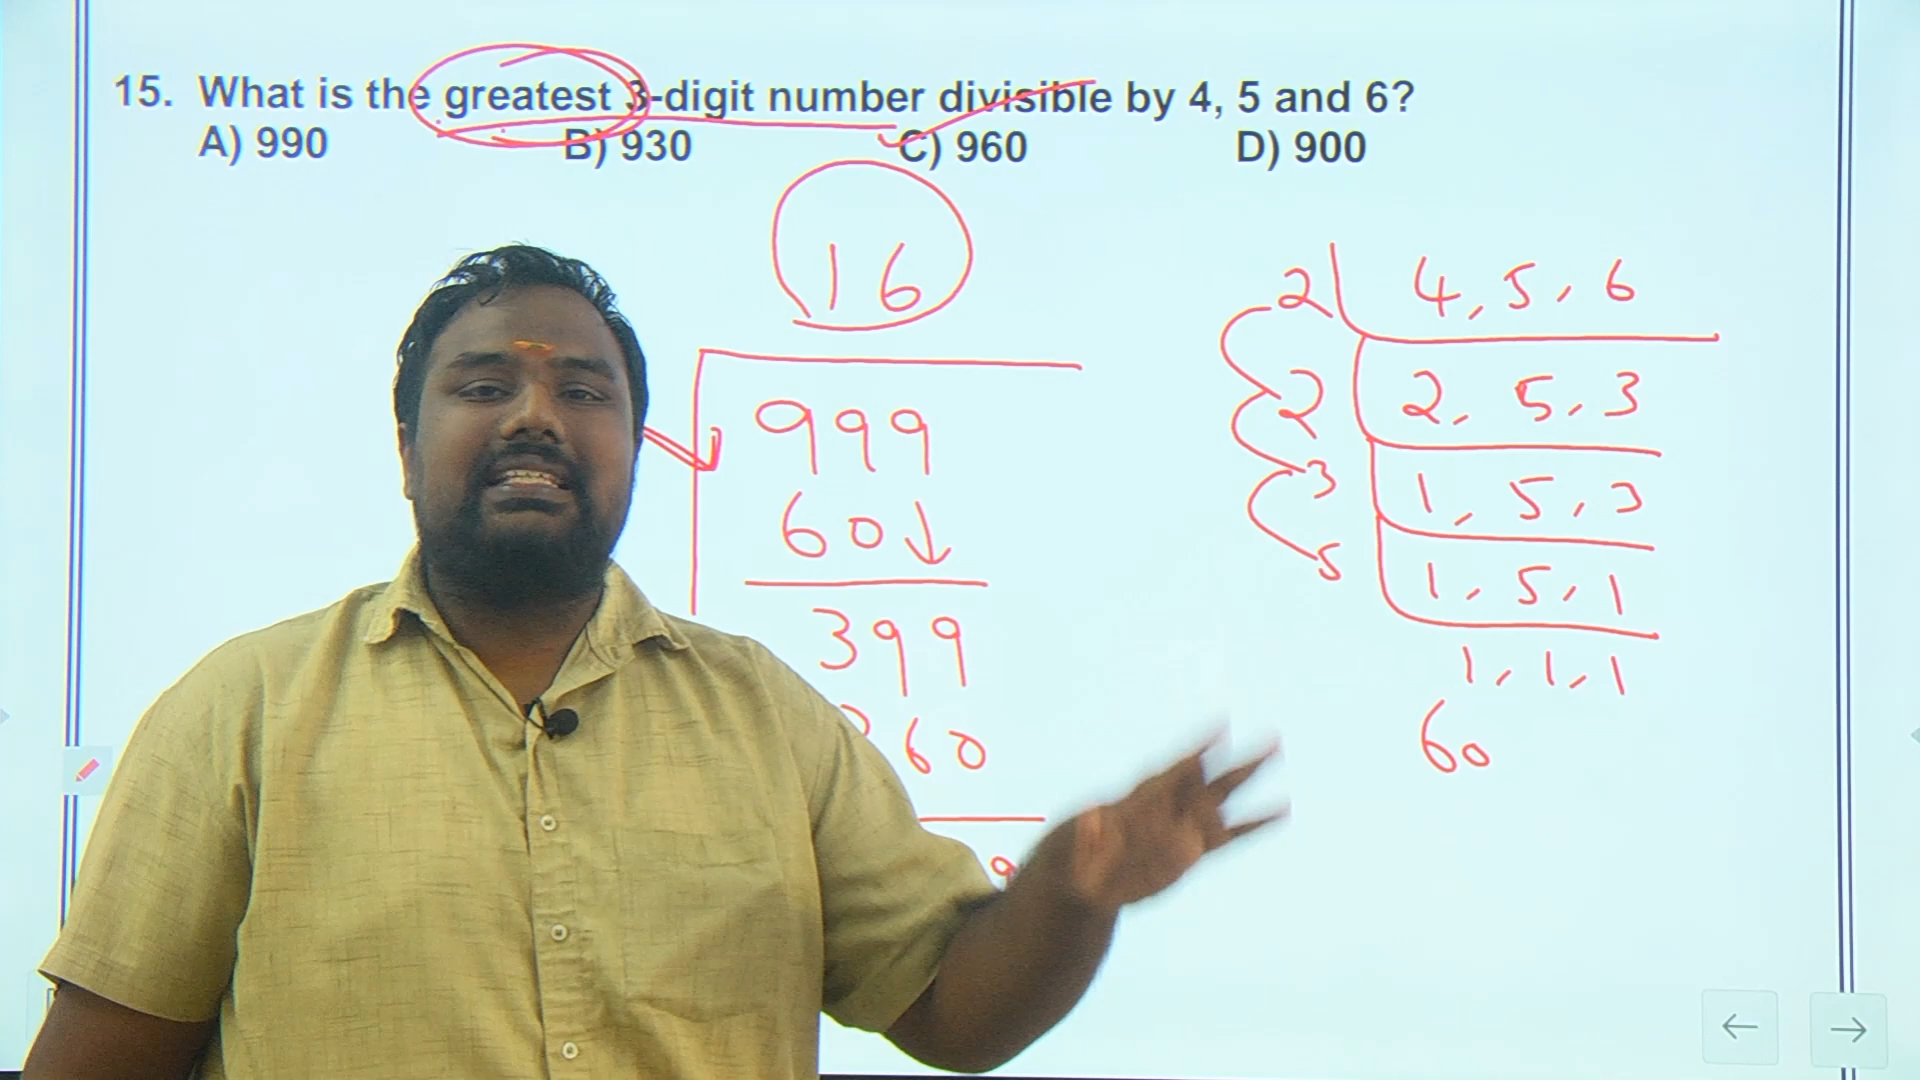 15. What is the greatest 3-digit number divisible by 4, 5 and 6?
A) 990 B) 930 C) 960 D) 900
16
999
60
399
60
9
2 4, 5, 6
2 2, 5, 3
3 1, 5, 3
5 1, 5, 1
1, 1, 1
60